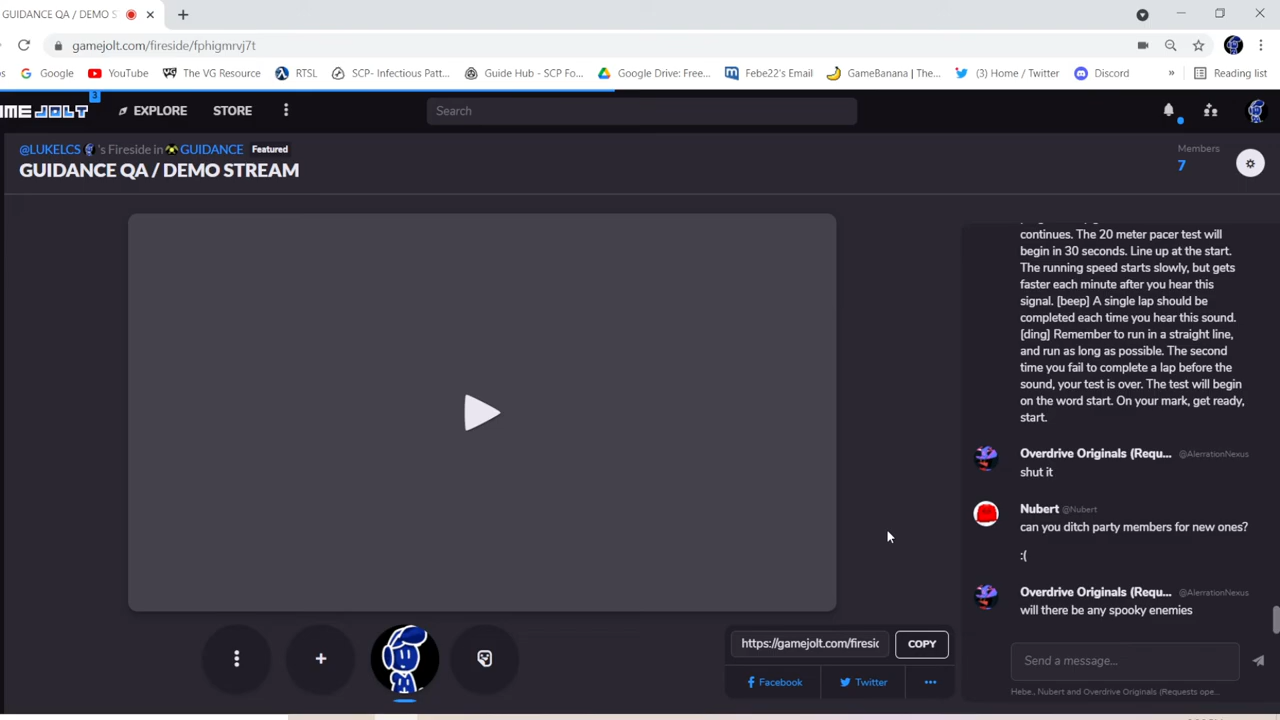 GUIDANCE QA / DEMO S
gamejolt.com/fireside/fphigmrvj7t
Google
YouTube
The VG Resource
RTSL
SCP- Infectious Patt...
Guide Hub - SCP Fo...
Google Drive: Free...
Febe22's Email
GameBanana | The...
(3) Home / Twitter
Discord
»
Reading list
3
ME JOLT
EXPLORE
STORE
Search
@LUKELCS 's Fireside in GUIDANCE Featured
GUIDANCE QA / DEMO STREAM
Members
7
continues. The 20 meter pacer test will
begin in 30 seconds. Line up at the start.
The running speed starts slowly, but gets
faster each minute after you hear this
signal. [beep] A single lap should be
completed each time you hear this sound.
[ding] Remember to run in a straight line,
and run as long as possible. The second
time you fail to complete a lap before the
sound, your test is over. The test will begin
on the word start. On your mark, get ready,
start.
Overdrive Originals (Requ... @AlerrationNexus
shut it
Nubert @Nubert
can you ditch party members for new ones?
:(
Overdrive Originals (Requ... @AlerrationNexus
will there be any spooky enemies
https://gamejolt.com/firesic
COPY
Facebook
Twitter
Send a message...
Hebe., Nubert and Overdrive Originals (Requests ope...